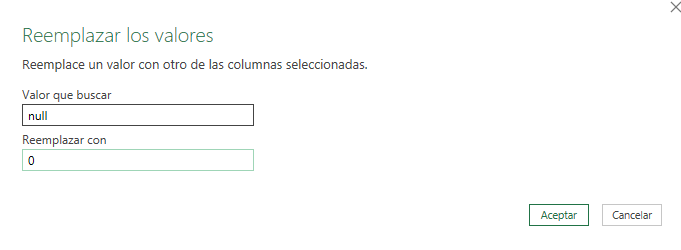 Reemplazar los valores
Reemplace un valor con otro de las columnas seleccionadas.
Valor que buscar
null
Reemplazar con
0
Aceptar
Cancelar